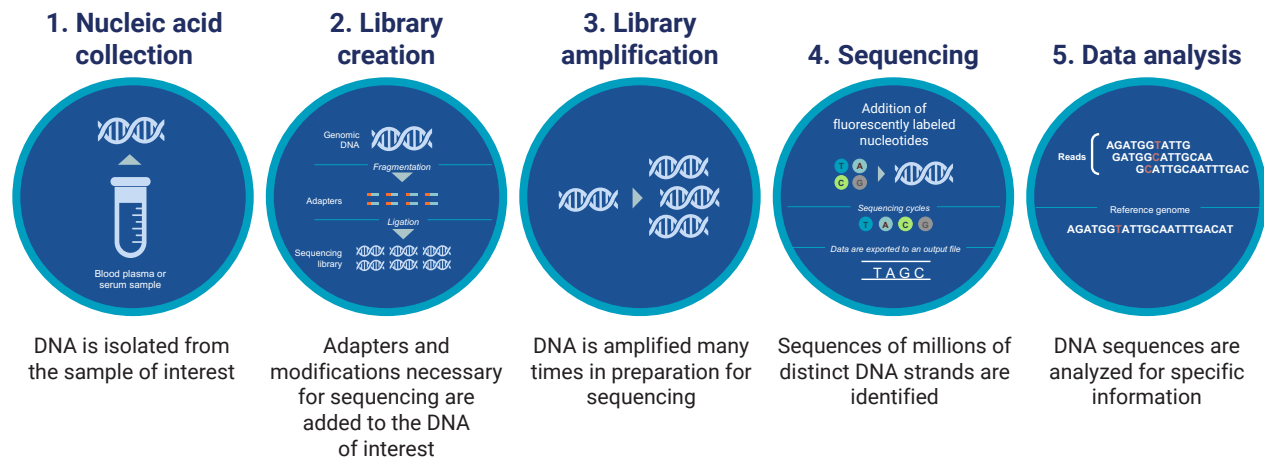 1. Nucleic acid
collection
DNA
Blood plasma or
serum sample
DNA is isolated from
the sample of interest
2. Library
creation
Genomic
DNA
Fragmentation
Adapters
Ligation
Sequencing
library
Adapters and
modifications necessary
for sequencing are
added to the DNA
of interest
3. Library
amplification
DNA is amplified many
times in preparation for
sequencing
4. Sequencing
Addition of
fluorescently labeled
nucleotides
T A
C G
Sequencing cycles
T A C G
Data are exported to an output file
TAGC
Sequences of millions of
distinct DNA strands are
identified
5. Data analysis
Reads
AGATGGTATTG
GATGGCATTGCAA
GCATTGCAATTTGAC
Reference genome
AGATGGTATTGCAATTTGACAT
DNA sequences are
analyzed for specific
information